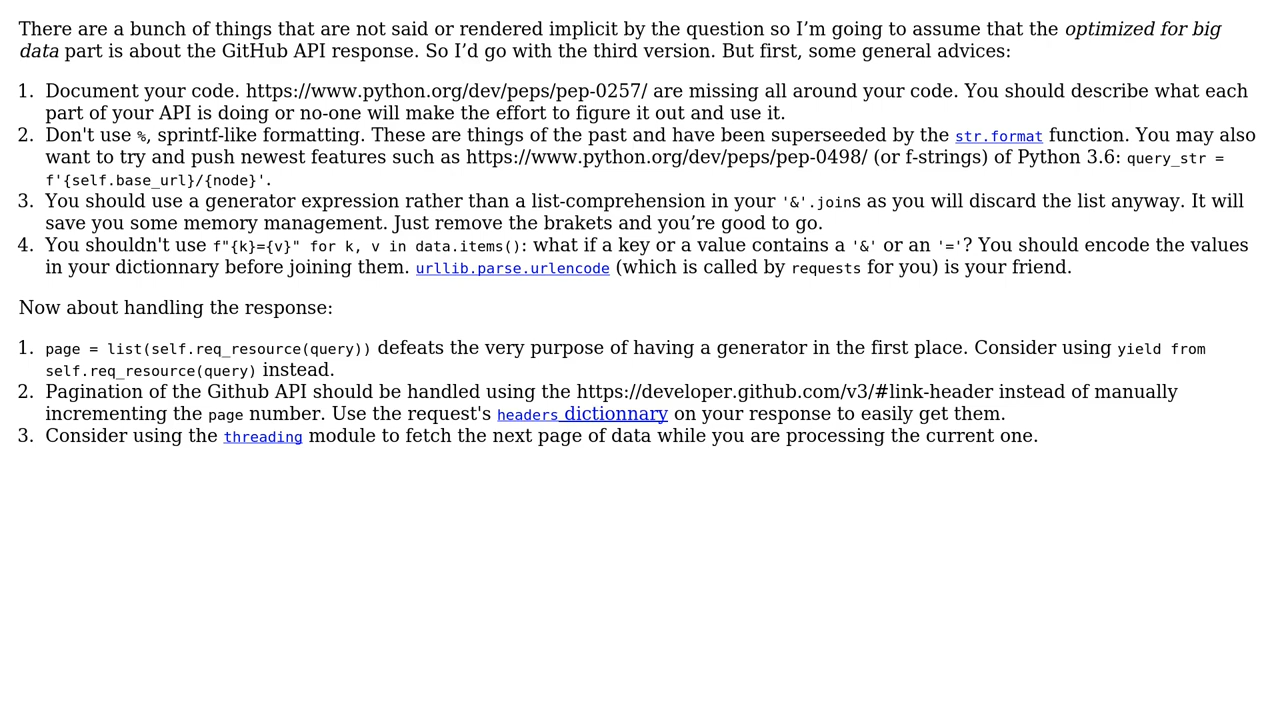 There are a bunch of things that are not said or rendered implicit by the question so I’m going to assume that the optimized for big
data part is about the GitHub API response. So I’d go with the third version. But first, some general advices:
1. Document your code. https://www.python.org/dev/peps/pep-0257/ are missing all around your code. You should describe what each
part of your API is doing or no-one will make the effort to figure it out and use it.
2. Don't use %, sprintf-like formatting. These are things of the past and have been superseeded by the str.format function. You may also
want to try and push newest features such as https://www.python.org/dev/peps/pep-0498/ (or f-strings) of Python 3.6: query_str =
f'{self.base_url}/{node}'.
3. You should use a generator expression rather than a list-comprehension in your '&'.joins as you will discard the list anyway. It will
save you some memory management. Just remove the brakets and you’re good to go.
4. You shouldn't use f"{k}={v}" for k, v in data.items(): what if a key or a value contains a '&' or an '='? You should encode the values
in your dictionnary before joining them. urllib.parse.urlencode (which is called by requests for you) is your friend.
Now about handling the response:
1. page = list(self.req_resource(query)) defeats the very purpose of having a generator in the first place. Consider using yield from
self.req_resource(query) instead.
2. Pagination of the Github API should be handled using the https://developer.github.com/v3/#link-header instead of manually
incrementing the page number. Use the request's headers dictionnary on your response to easily get them.
3. Consider using the threading module to fetch the next page of data while you are processing the current one.